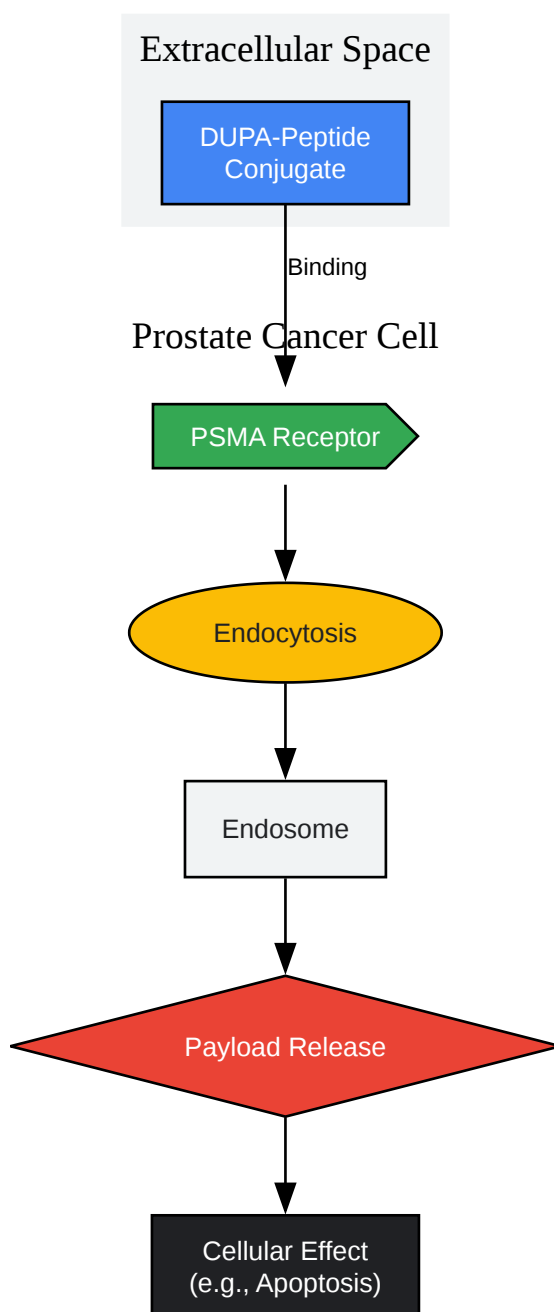 Extracellular Space
DUPA-Peptide
Conjugate
Binding
Prostate Cancer Cell
PSMA Receptor
Endocytosis
Endosome
Payload Release
Cellular Effect
(e.g., Apoptosis)